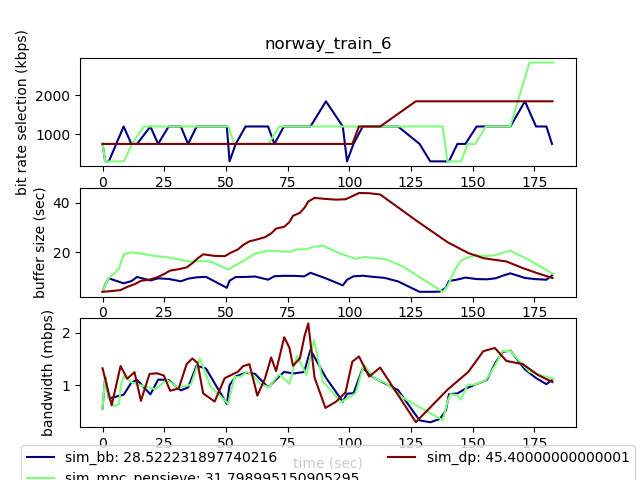 norway_train_6
bit rate selection (kbps)
2000
1000
0 25 50 75 100 125 150 175
buffer size (sec)
40
20
0 25 50 75 100 125 150 175
bandwidth (mbps)
2
1
0 25 50 75 100 125 150 175
time (sec)
sim_bb: 28.522231897740216
sim_dp: 45.40000000000001
sim_mpc_pensieve: 31.798995150905295